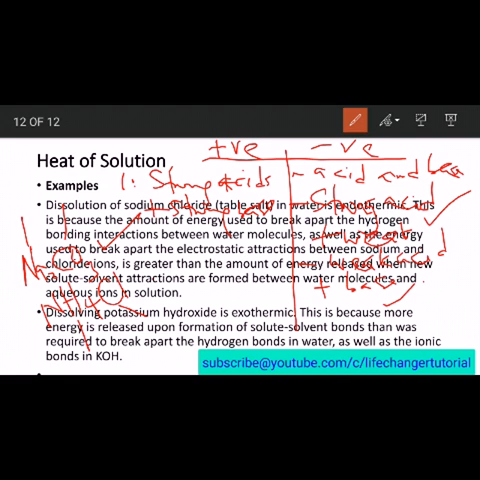 12 OF 12
+ve - ve
Heat of Solution
1: Strong Acids
acid and base
• Examples
• Dissolution of sodium chloride (table salt) in water is endothermic. This
is because the amount of energy used to break apart the hydrogen
bonding interactions between water molecules, as well as the energy
used to break apart the electrostatic attractions between sodium and
chloride ions, is greater than the amount of energy released when new
solute-solvent attractions are formed between water molecules and
aqueous ions in solution.
• Dissolving potassium hydroxide is exothermic. This is because more
energy is released upon formation of solute-solvent bonds than was
required to break apart the hydrogen bonds in water, as well as the ionic
bonds in KOH.
subscribe@youtube.com/c/lifechangertutorial